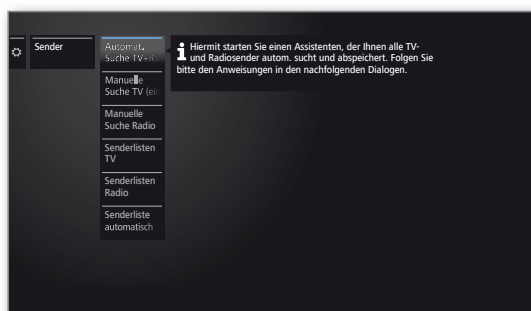 Sender
Automat.
Suche TV+R
Hiermit starten Sie einen Assistenten, der Ihnen alle TV-
und Radiosender autom. sucht und abspeichert. Folgen Sie
bitte den Anweisungen in den nachfolgenden Dialogen.
Manuelle
Suche TV (ein
Manuelle
Suche Radio
Senderlisten
TV
Senderlisten
Radio
Senderliste
automatisch